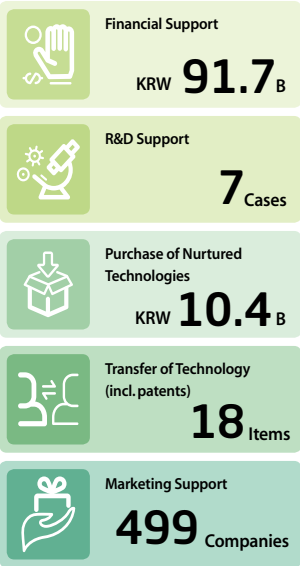 Financial Support
KRW 91.7 B
R&D Support
7 Cases
Purchase of Nurtured
Technologies
KRW 10.4 B
Transfer of Technology
(incl. patents)
18 Items
Marketing Support
499 Companies